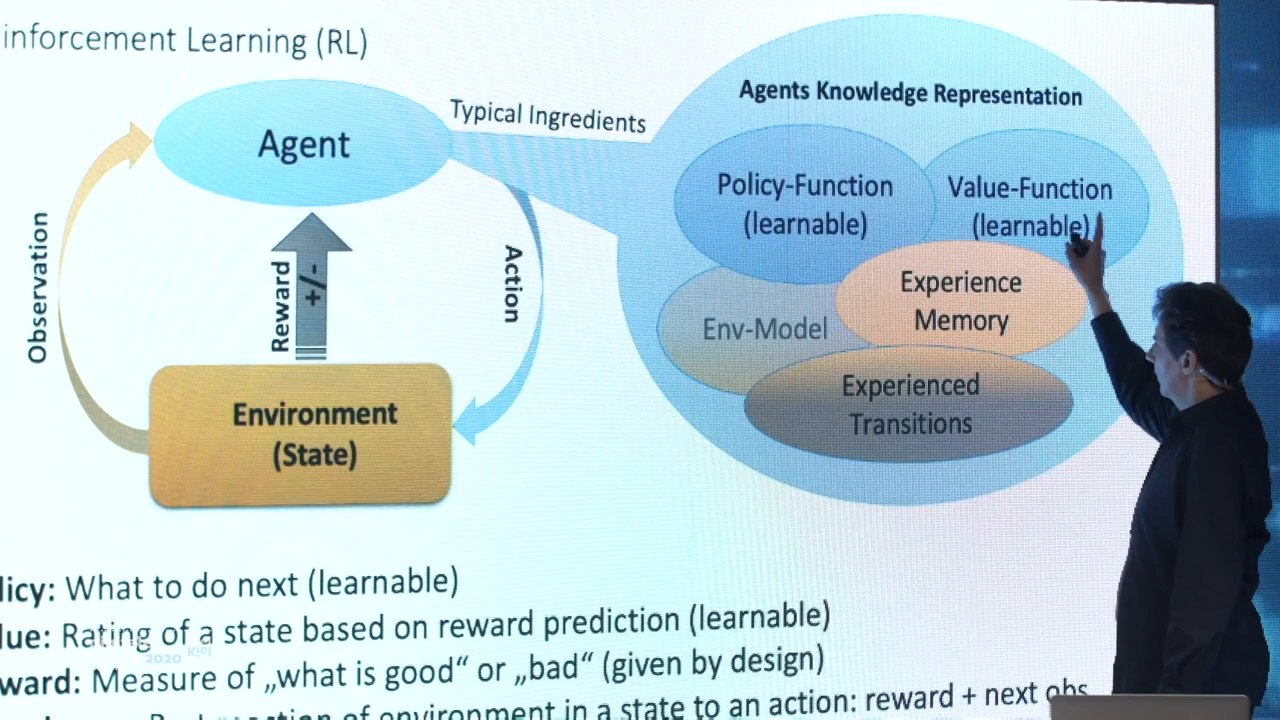 inforcement Learning (RL)
Agent
Typical Ingredients
Agents Knowledge Representation
Policy-Function
(learnable)
Value-Function
(learnable)
Experience
Memory
Env-Model
Experienced
Transitions
Observation
Reward
+/-
Action
Environment
(State)
licy: What to do next (learnable)
lue: Rating of a state based on reward prediction (learnable)
ward: Measure of „what is good“ or „bad“ (given by design)
of environment in a state to an action: reward + next obs
2020 kiel